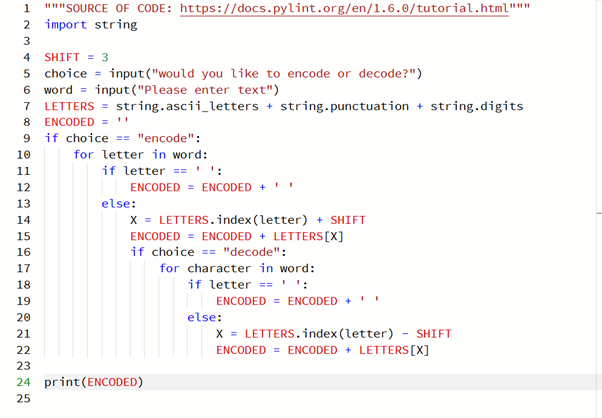 1 """SOURCE OF CODE: https://docs.pylint.org/en/1.6.0/tutorial.html"""
2 import string
3
4 SHIFT = 3
5 choice = input("would you like to encode or decode?")
6 word = input("Please enter text")
7 LETTERS = string.ascii_letters + string.punctuation + string.digits
8 ENCODED = ''
9 if choice == "encode":
10     for letter in word:
11         if letter == ' ':
12             ENCODED = ENCODED + ' '
13         else:
14             X = LETTERS.index(letter) + SHIFT
15             ENCODED = ENCODED + LETTERS[X]
16             if choice == "decode":
17                 for character in word:
18                     if letter == ' ':
19                         ENCODED = ENCODED + ' '
20                     else:
21                         X = LETTERS.index(letter) - SHIFT
22                         ENCODED = ENCODED + LETTERS[X]
23
24 print(ENCODED)
25